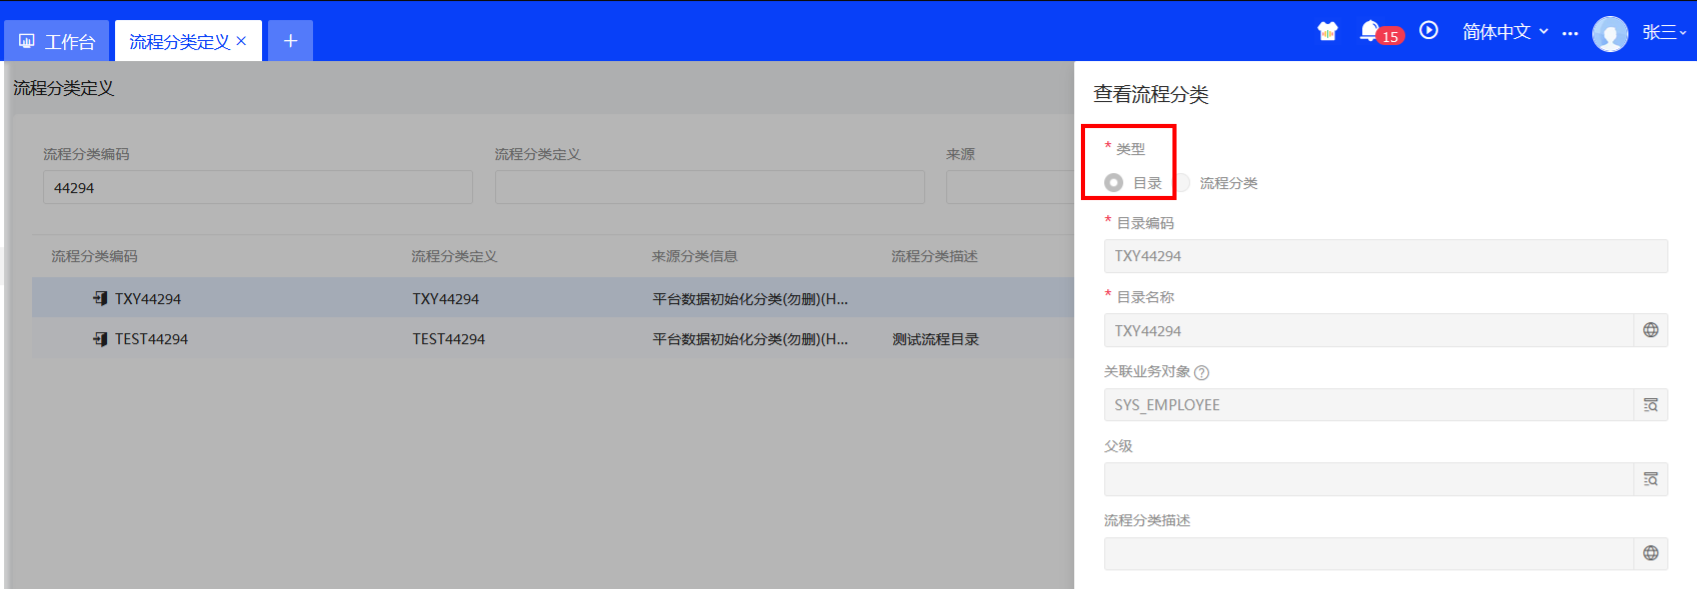 工作台
流程分类定义 ×
+
15
简体中文
...
张三
流程分类定义
流程分类编码
流程分类定义
来源
44294
流程分类编码
流程分类定义
来源分类信息
流程分类描述
TXY44294
TXY44294
平台数据初始化分类(勿删)(H...
TEST44294
TEST44294
平台数据初始化分类(勿删)(H...
测试流程目录
查看流程分类
* 类型
目录
流程分类
* 目录编码
TXY44294
* 目录名称
TXY44294
关联业务对象 ?
SYS_EMPLOYEE
父级
流程分类描述